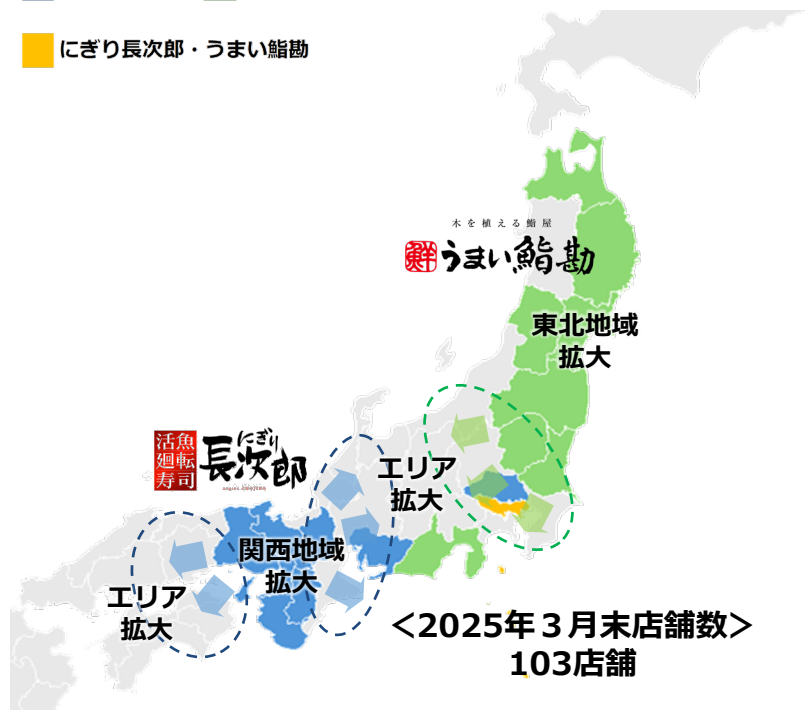 にぎり長次郎・うまい鮨勘
木を植える鮨屋
鮮うまい鮨勘
東北地域
拡大
活魚
廻転
寿司
にぎり
長次郎
エリア
拡大
関西地域
拡大
エリア
拡大
<2025年３月末店舗数>
103店舗